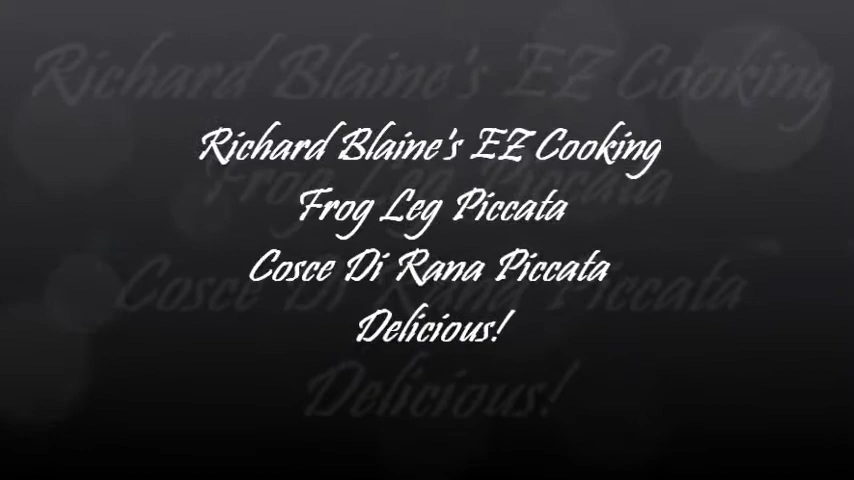 Richard Blaine's EZ Cooking
Frog Leg Piccata
Cosce Di Rana Piccata
Delicious!